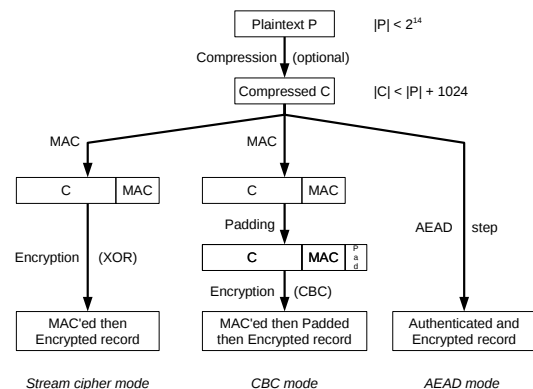 Plaintext P |P| < 2¹⁴
Compression (optional)
Compressed C |C| < |P| + 1024
MAC MAC
C MAC C MAC
Padding
AEAD step
C MAC Pad
Encryption (XOR) Encryption (CBC)
MAC'ed then
Encrypted record
MAC'ed then Padded
then Encrypted record
Authenticated and
Encrypted record
Stream cipher mode CBC mode AEAD mode